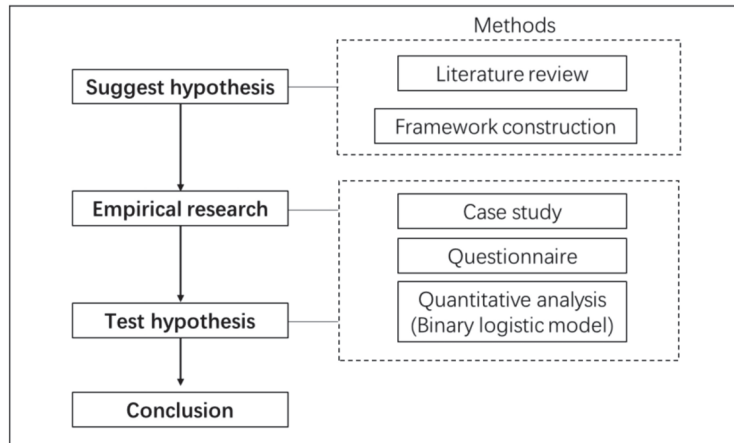 Methods
Suggest hypothesis
Literature review
Framework construction
Empirical research
Case study
Questionnaire
Test hypothesis
Quantitative analysis
(Binary logistic model)
Conclusion